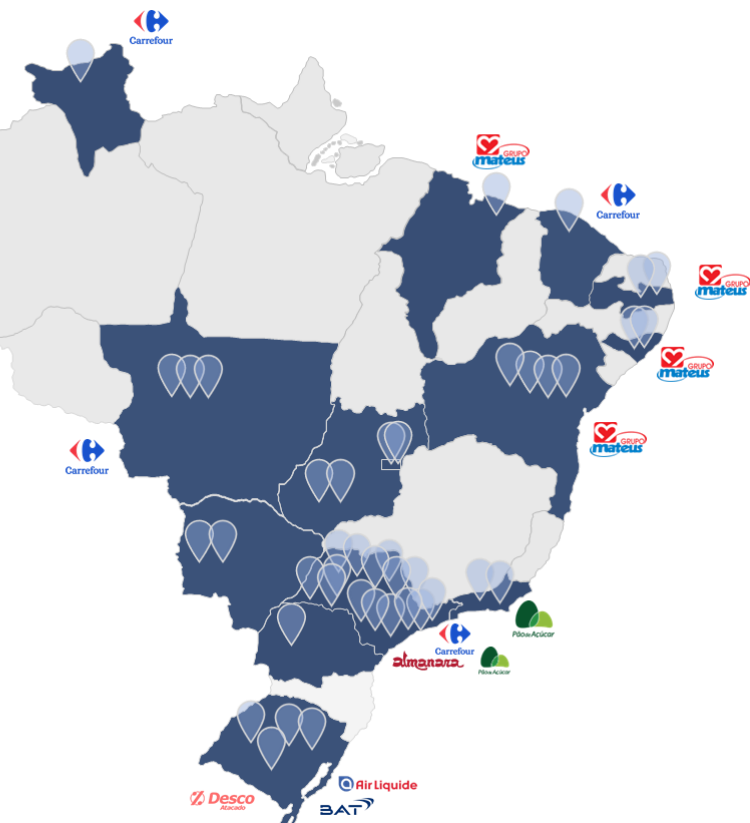 Carrefour
GRUPO
mateus
Carrefour
GRUPO
mateus
GRUPO
mateus
GRUPO
mateus
Carrefour
Pão de Açúcar
Carrefour
almanara
Pão de Açúcar
Air Liquide
Desco
Atacado
BAT